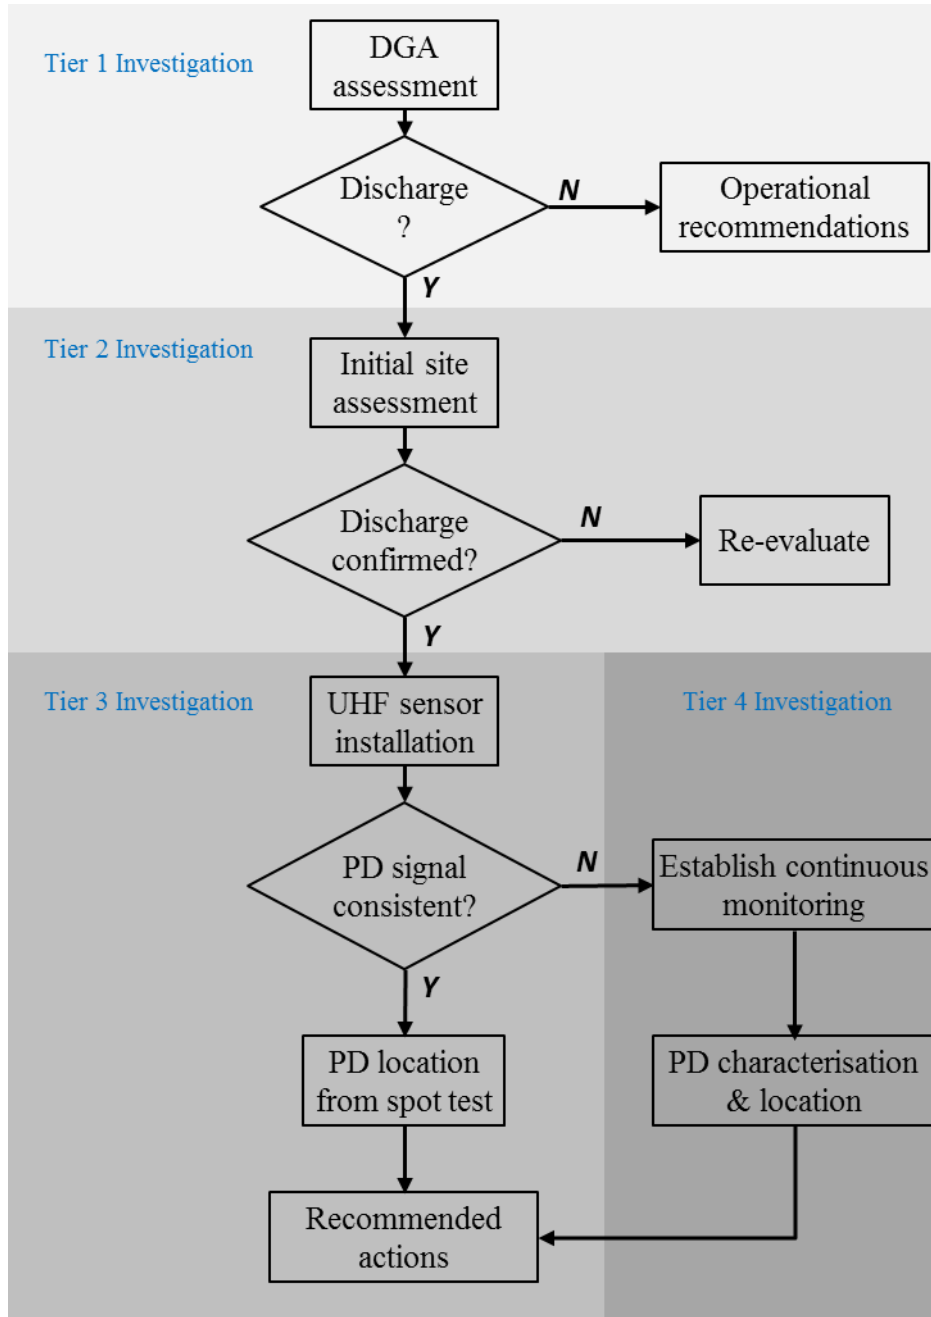 Tier 1 Investigation
DGA
assessment
Discharge
?
N
Operational
recommendations
Y
Tier 2 Investigation
Initial site
assessment
Discharge
confirmed?
N
Re-evaluate
Y
Tier 3 Investigation
UHF sensor
installation
Tier 4 Investigation
PD signal
consistent?
N
Establish continuous
monitoring
Y
PD location
from spot test
PD characterisation
& location
Recommended
actions